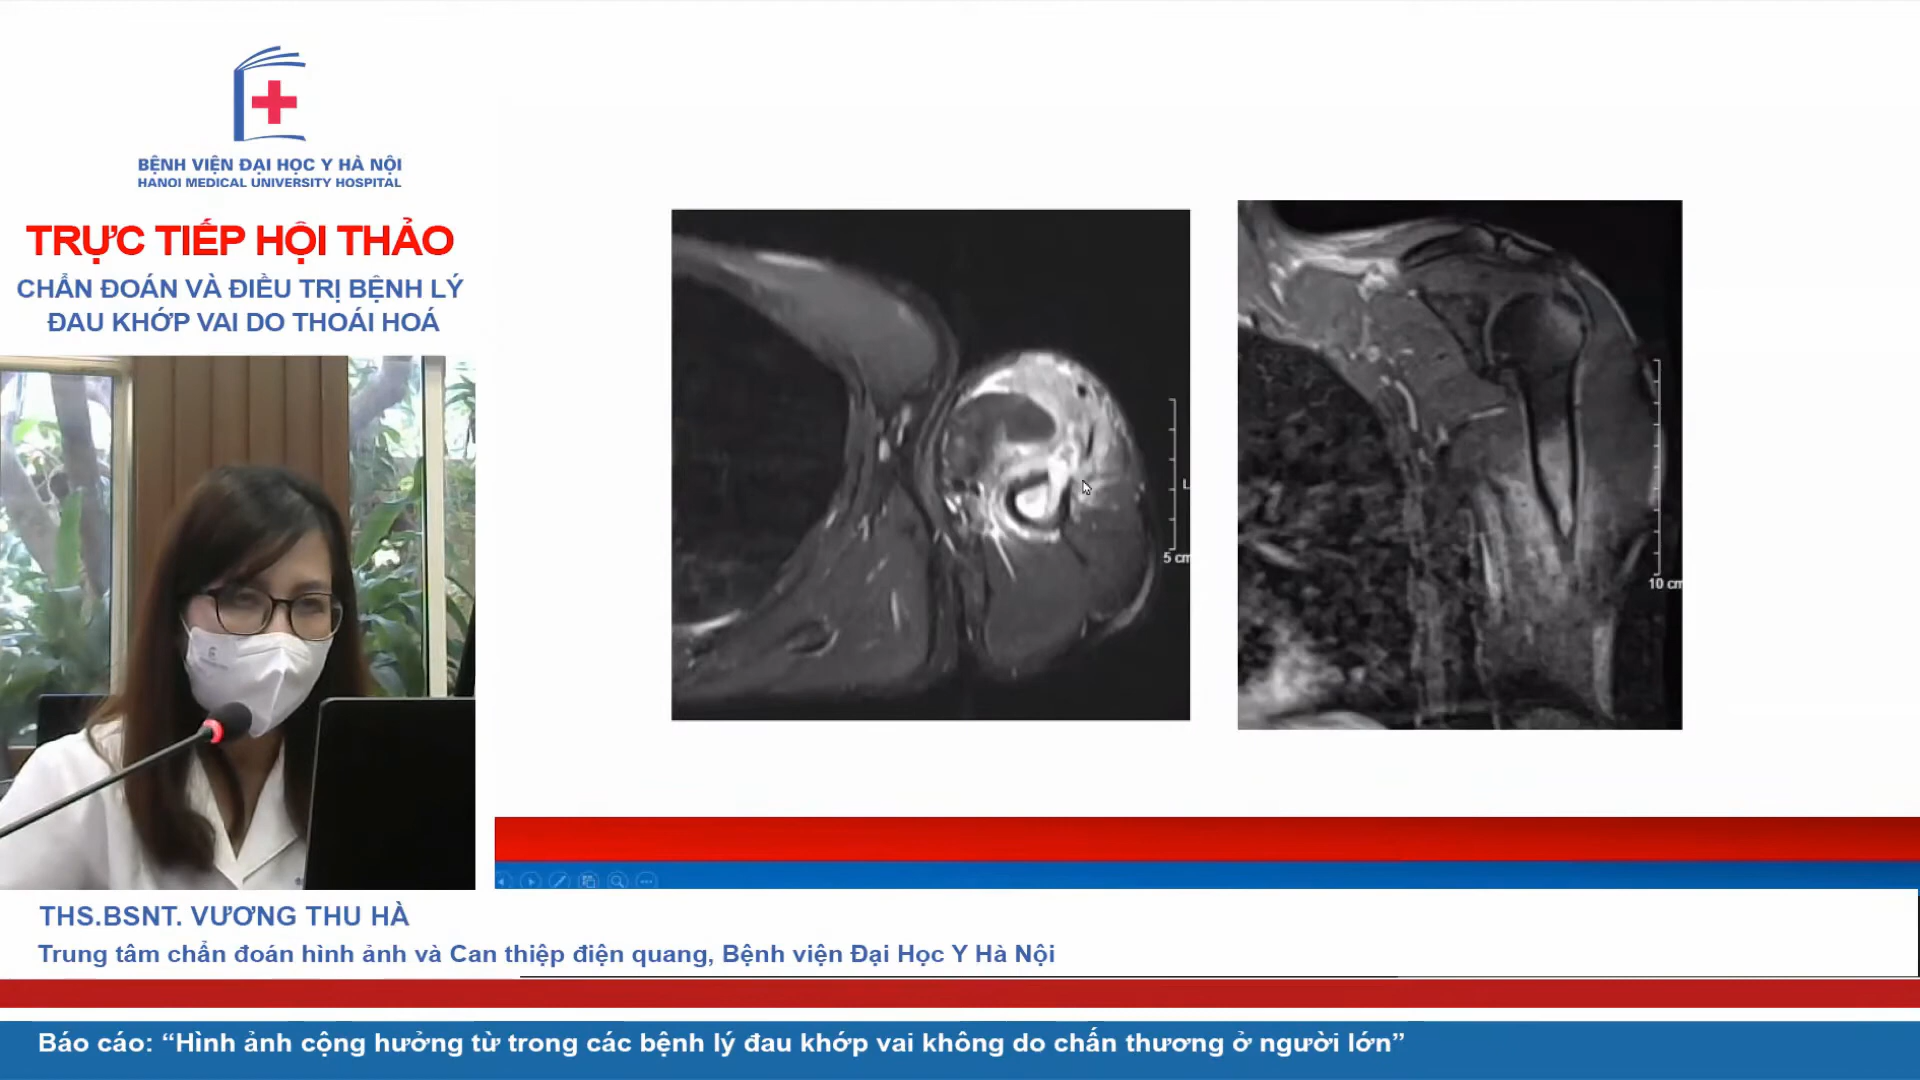 BỆNH VIỆN ĐẠI HỌC Y HÀ NỘI
HANOI MEDICAL UNIVERSITY HOSPITAL
TRỰC TIẾP HỘI THẢO
CHẨN ĐOÁN VÀ ĐIỀU TRỊ BỆNH LÝ
ĐAU KHỚP VAI DO THOÁI HOÁ
L
5 cm
10 cm
THS.BSNT. VƯƠNG THU HÀ
Trung tâm chẩn đoán hình ảnh và Can thiệp điện quang, Bệnh viện Đại Học Y Hà Nội
Báo cáo: “Hình ảnh cộng hưởng từ trong các bệnh lý đau khớp vai không do chấn thương ở người lớn”